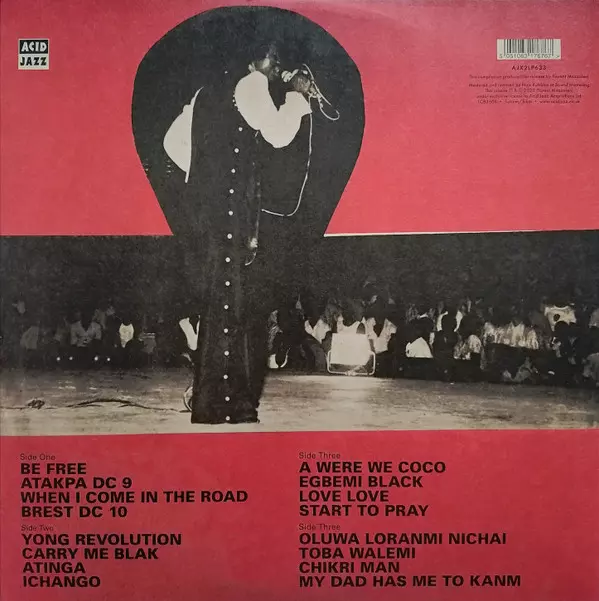 ACID
JAZZ
AJX2LP632
Side One
BE FREE
ATAKPA DC 9
WHEN I COME IN THE ROAD
BREST DC 10
Side Two
YONG REVOLUTION
CARRY ME BLAK
ATINGA
ICHANGO
Side Three
A WERE WE COCO
EGBEMI BLACK
LOVE LOVE
START TO PRAY
Side Three
OLUWA LORANMI NICHAI
TOBA WALEMI
CHIKRI MAN
MY DAD HAS ME TO KANM